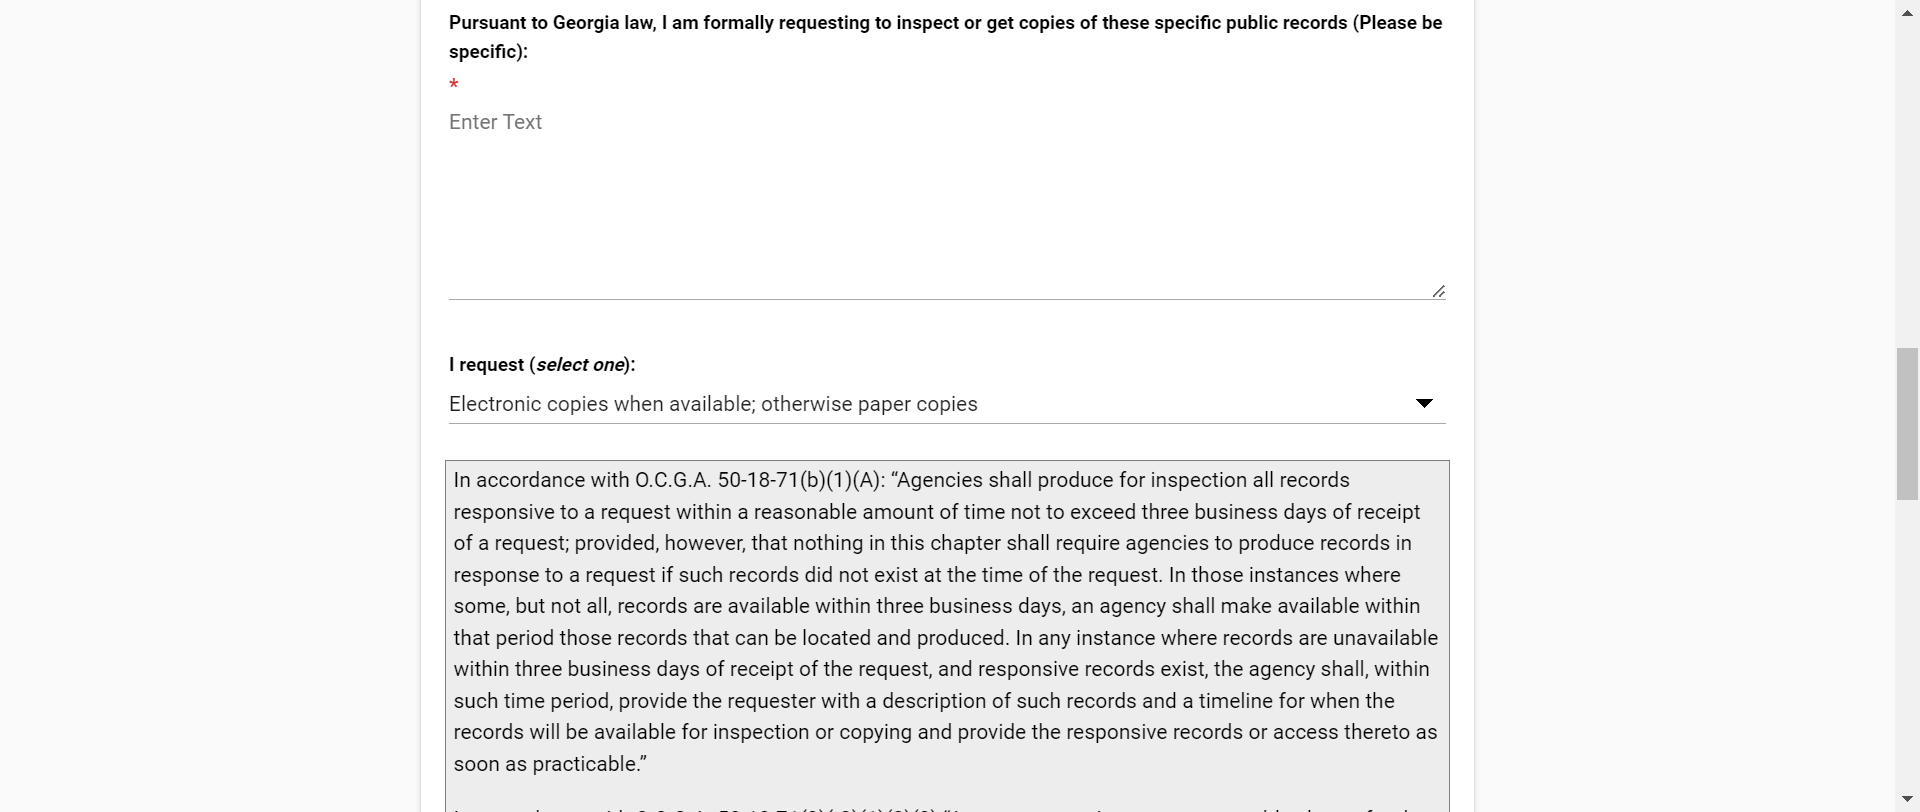 Pursuant to Georgia law, I am formally requesting to inspect or get copies of these specific public records (Please be
specific):
*
Enter Text
I request (select one):
Electronic copies when available; otherwise paper copies
In accordance with O.C.G.A. 50-18-71(b)(1)(A): “Agencies shall produce for inspection all records
responsive to a request within a reasonable amount of time not to exceed three business days of receipt
of a request; provided, however, that nothing in this chapter shall require agencies to produce records in
response to a request if such records did not exist at the time of the request. In those instances where
some, but not all, records are available within three business days, an agency shall make available within
that period those records that can be located and produced. In any instance where records are unavailable
within three business days of receipt of the request, and responsive records exist, the agency shall, within
such time period, provide the requester with a description of such records and a timeline for when the
records will be available for inspection or copying and provide the responsive records or access thereto as
soon as practicable.”